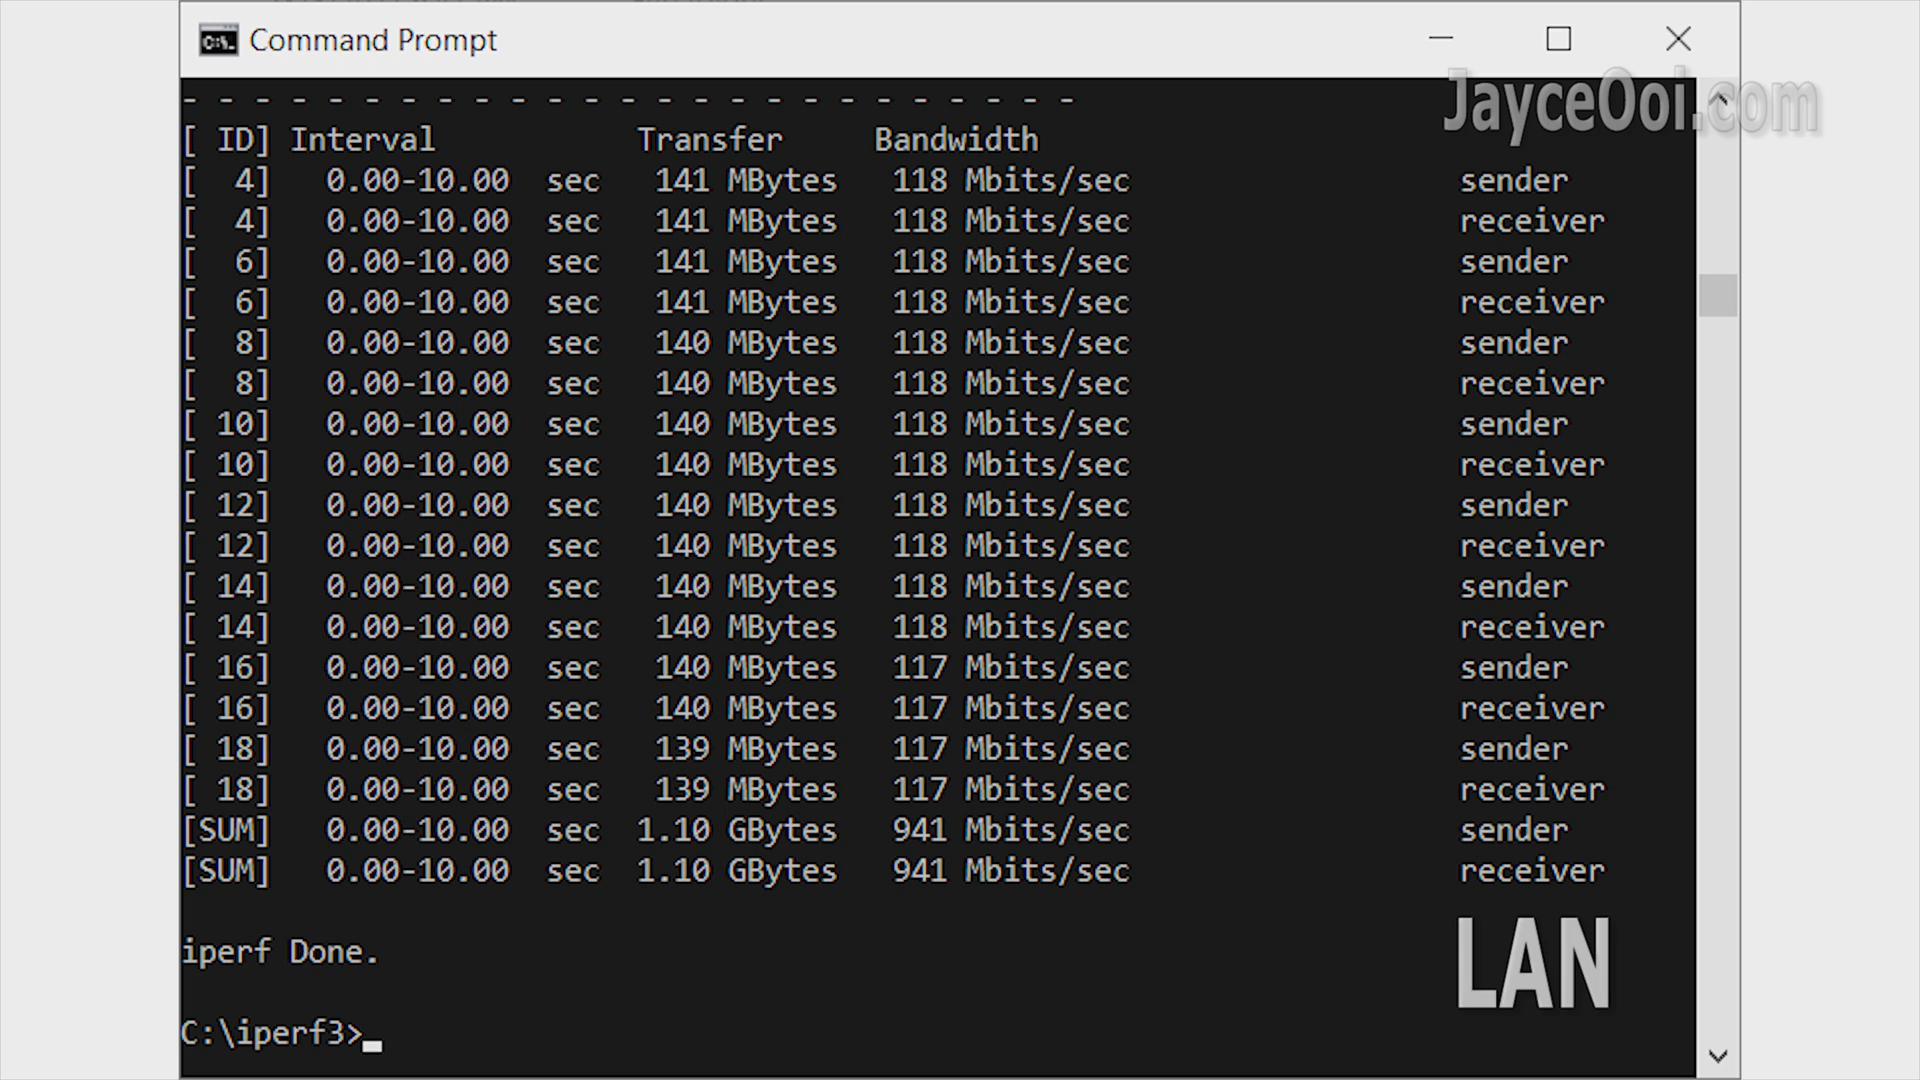 Command Prompt
JayceOoi.com
- - - - - - - - - - - - - - - - - - - - - - - - -
[ ID] Interval           Transfer     Bandwidth
[  4]   0.00-10.00  sec   141 MBytes   118 Mbits/sec                  sender
[  4]   0.00-10.00  sec   141 MBytes   118 Mbits/sec                  receiver
[  6]   0.00-10.00  sec   141 MBytes   118 Mbits/sec                  sender
[  6]   0.00-10.00  sec   141 MBytes   118 Mbits/sec                  receiver
[  8]   0.00-10.00  sec   140 MBytes   118 Mbits/sec                  sender
[  8]   0.00-10.00  sec   140 MBytes   118 Mbits/sec                  receiver
[ 10]   0.00-10.00  sec   140 MBytes   118 Mbits/sec                  sender
[ 10]   0.00-10.00  sec   140 MBytes   118 Mbits/sec                  receiver
[ 12]   0.00-10.00  sec   140 MBytes   118 Mbits/sec                  sender
[ 12]   0.00-10.00  sec   140 MBytes   118 Mbits/sec                  receiver
[ 14]   0.00-10.00  sec   140 MBytes   118 Mbits/sec                  sender
[ 14]   0.00-10.00  sec   140 MBytes   118 Mbits/sec                  receiver
[ 16]   0.00-10.00  sec   140 MBytes   117 Mbits/sec                  sender
[ 16]   0.00-10.00  sec   140 MBytes   117 Mbits/sec                  receiver
[ 18]   0.00-10.00  sec   139 MBytes   117 Mbits/sec                  sender
[ 18]   0.00-10.00  sec   139 MBytes   117 Mbits/sec                  receiver
[SUM]   0.00-10.00  sec  1.10 GBytes   941 Mbits/sec                  sender
[SUM]   0.00-10.00  sec  1.10 GBytes   941 Mbits/sec                  receiver
iperf Done.
LAN
C:\iperf3>